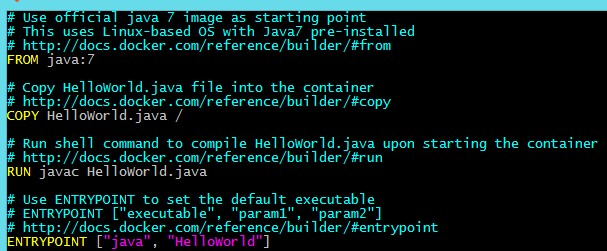 # Use official java 7 image as starting point
# This uses Linux-based OS with Java7 pre-installed
# http://docs.docker.com/reference/builder/#from
FROM java:7
# Copy HelloWorld.java file into the container
# http://docs.docker.com/reference/builder/#copy
COPY HelloWorld.java /
# Run shell command to compile HelloWorld.java upon starting the container
# http://docs.docker.com/reference/builder/#run
RUN javac HelloWorld.java
# Use ENTRYPOINT to set the default executable
# ENTRYPOINT ["executable", "param1", "param2"]
# http://docs.docker.com/reference/builder/#entrypoint
ENTRYPOINT ["java", "HelloWorld"]